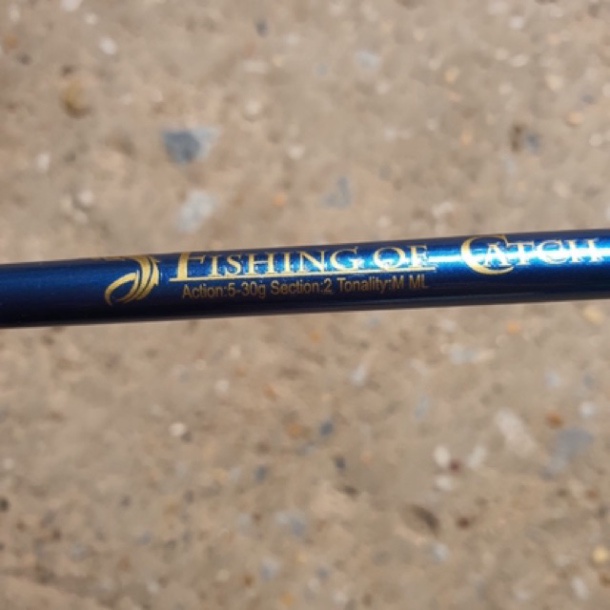 FISHING OF CATCH
Action:5-30g Section:2 Tonality:M ML